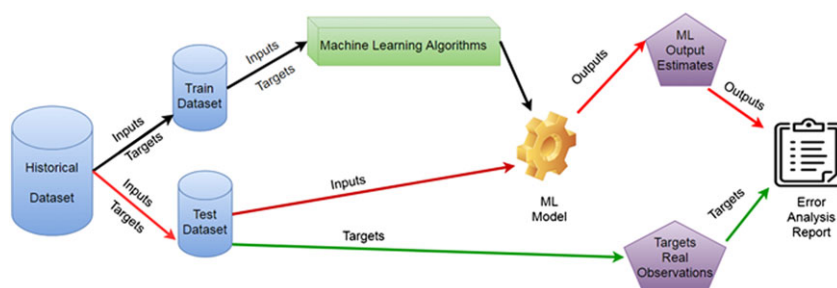 Historical
Dataset
Inputs
Targets
Inputs
Targets
Train
Dataset
Inputs
Targets
Machine Learning Algorithms
Test
Dataset
Inputs
Targets
ML
Model
Outputs
ML
Output
Estimates
Outputs
Targets
Real
Observations
Targets
Error
Analysis
Report